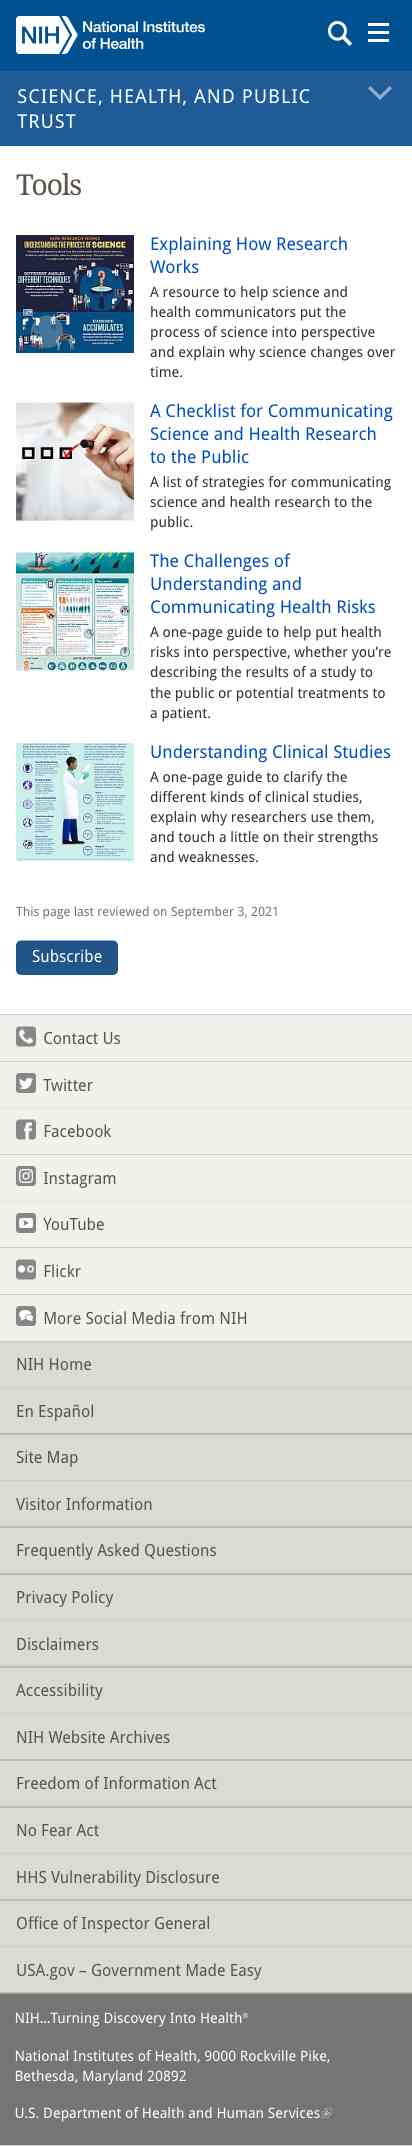 NIH National Institutes
of Health
SCIENCE, HEALTH, AND PUBLIC
TRUST
Tools
HOW RESEARCH WORKS
UNDERSTANDING THE PROCESS OF SCIENCE
DIFFERENT ANGLES
DIFFERENT TECHNIQUES
EVIDENCE
ACCUMULATES
Explaining How Research
Works
A resource to help science and
health communicators put the
process of science into perspective
and explain why science changes over
time.
A Checklist for Communicating
Science and Health Research
to the Public
A list of strategies for communicating
science and health research to the
public.
The Challenges of
Understanding and
Communicating Health Risks
A one-page guide to help put health
risks into perspective, whether you're
describing the results of a study to
the public or potential treatments to
a patient.
Understanding Clinical Studies
A one-page guide to clarify the
different kinds of clinical studies,
explain why researchers use them,
and touch a little on their strengths
and weaknesses.
This page last reviewed on September 3, 2021
Subscribe
Contact Us
Twitter
Facebook
Instagram
YouTube
Flickr
More Social Media from NIH
NIH Home
En Español
Site Map
Visitor Information
Frequently Asked Questions
Privacy Policy
Disclaimers
Accessibility
NIH Website Archives
Freedom of Information Act
No Fear Act
HHS Vulnerability Disclosure
Office of Inspector General
USA.gov – Government Made Easy
NIH…Turning Discovery Into Health®
National Institutes of Health, 9000 Rockville Pike,
Bethesda, Maryland 20892
U.S. Department of Health and Human Services